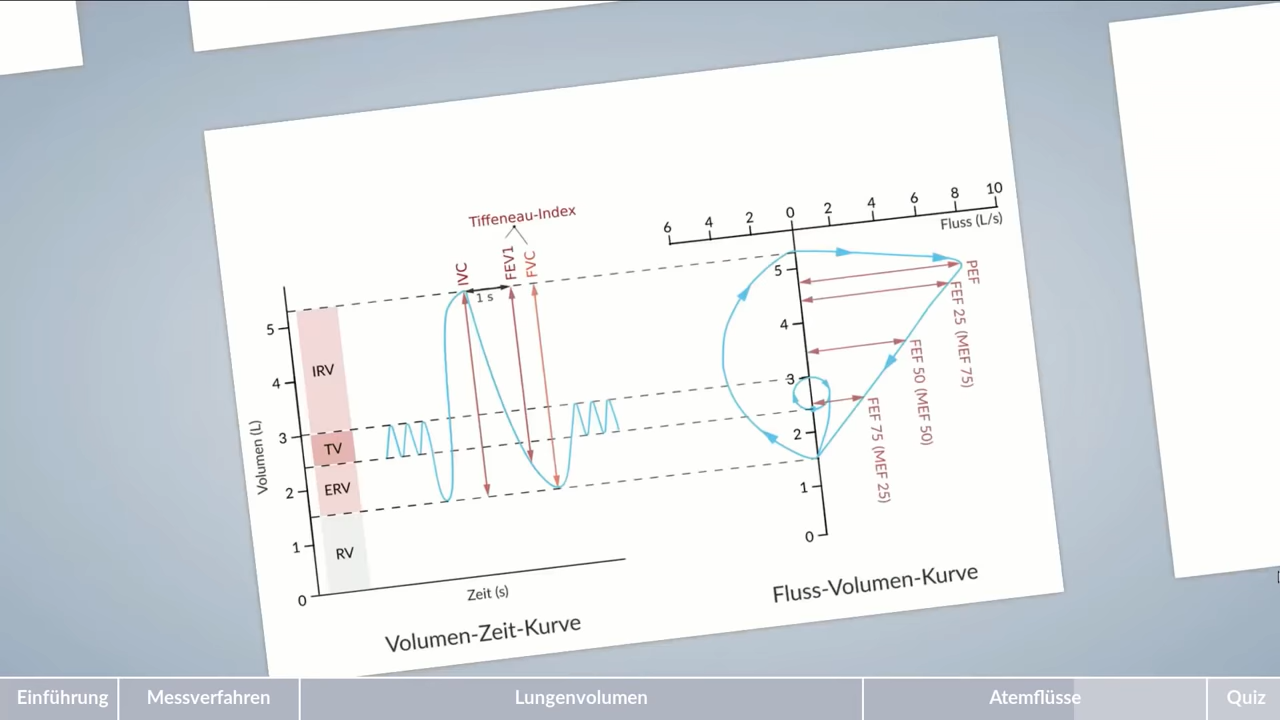 Tiffeneau-Index
IVC
FEV1
FVC
1 s
5
4
3
2
1
0
Volumen (L)
IRV
TV
ERV
RV
Zeit (s)
Volumen-Zeit-Kurve
6 4 2 0 2 4 6 8 10
Fluss (L/s)
5
4
3
2
1
0
PEF
FEF 25 (MEF 75)
FEF 50 (MEF 50)
FEF 75 (MEF 25)
Fluss-Volumen-Kurve
Einführung Messverfahren Lungenvolumen Atemflüsse Quiz